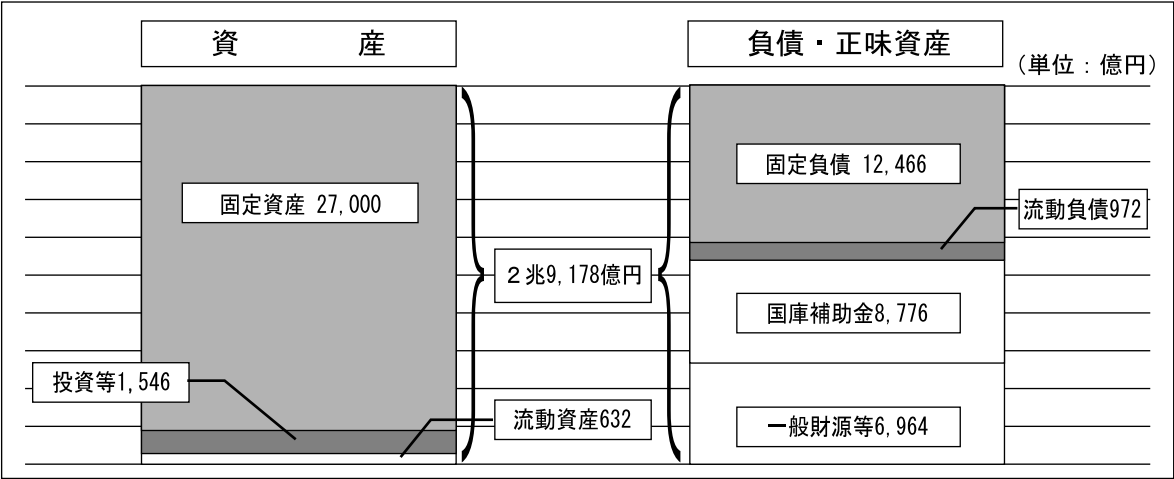 資　産
負債・正味資産
（単位：億円）
固定資産 27,000
固定負債 12,466
流動負債972
２兆9,178億円
国庫補助金8,776
投資等1,546
流動資産632
一般財源等6,964